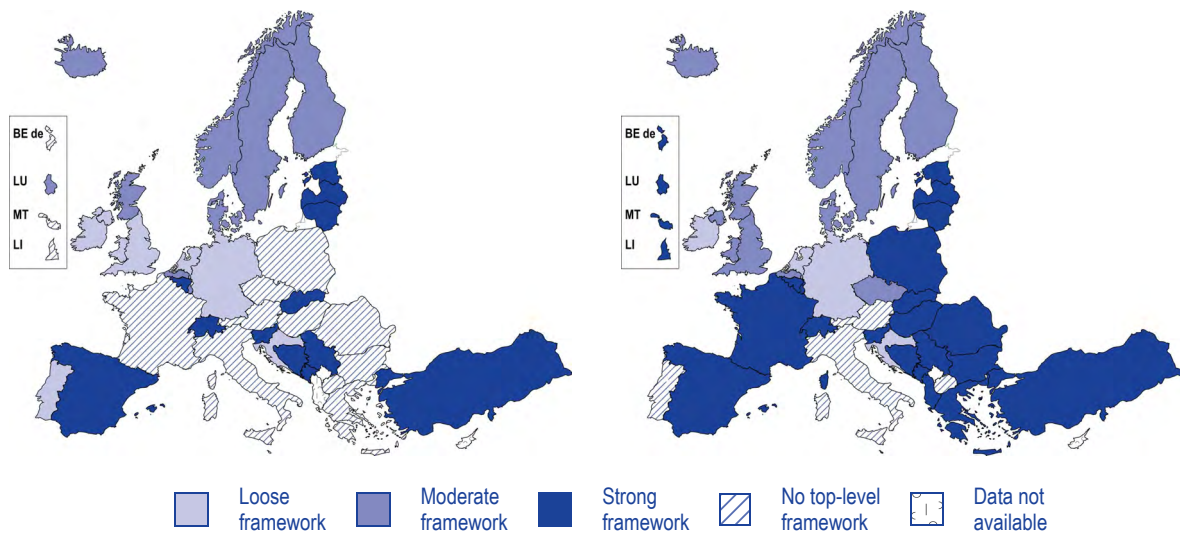 BE de
LU
MT
LI
BE de
LU
MT
LI
Loose
framework
Moderate
framework
Strong
framework
No top-level
framework
Data not
available